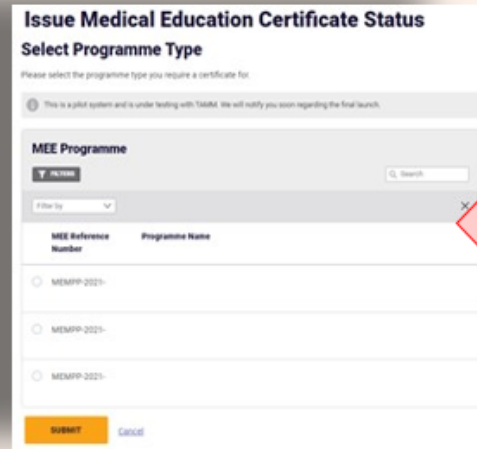 Issue Medical Education Certificate Status
Select Programme Type
Please select the programme type you require a certificate for.
This is a pilot system and is under testing with TAMM. We will notify you soon regarding the final launch.
MEE Programme
FILTERS
Search
Filter by
MEE Reference Number
Programme Name
MEMPP-2021-
MEMPP-2021-
MEMPP-2021-
SUBMIT
Cancel